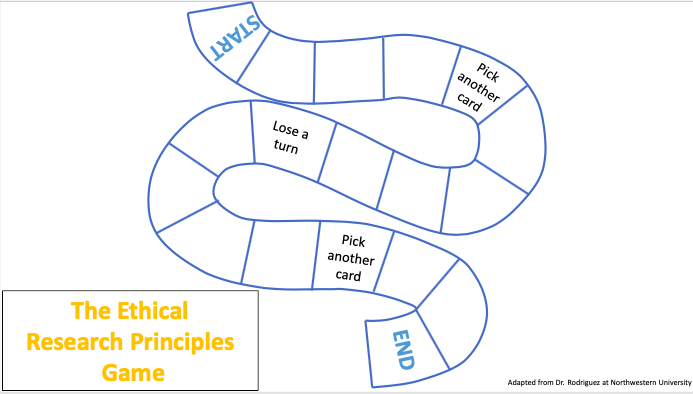 START
Pick
another
card
Lose a
turn
Pick
another
card
END
The Ethical
Research Principles
Game
Adapted from Dr. Rodriguez at Northwestern University